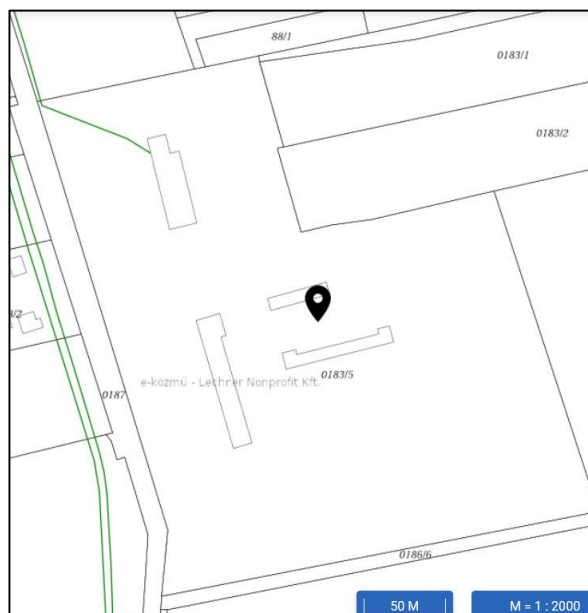 88/1
0183/1
0183/2
0187
e-közmű - Lechner Nonprofit Kft.
0183/5
0186/6
50 M
M = 1 : 2000